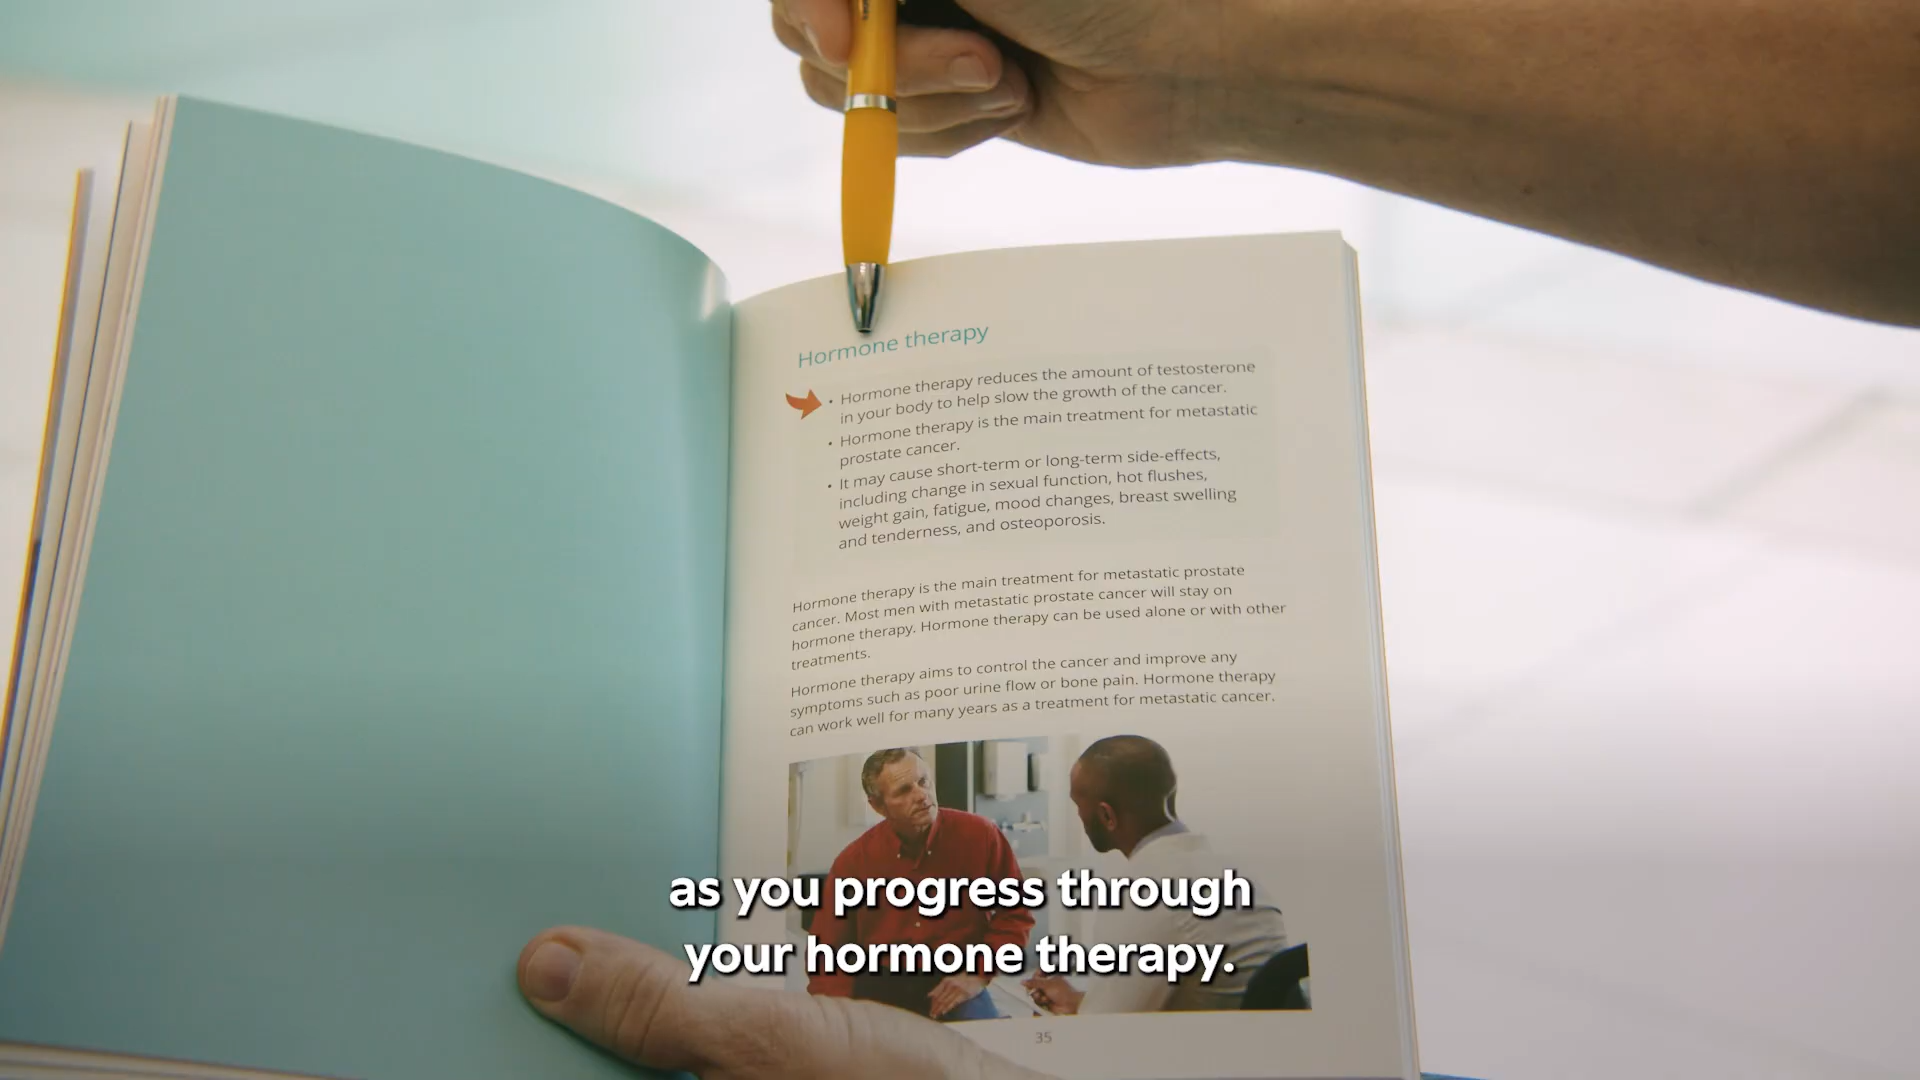 Hormone therapy
• Hormone therapy reduces the amount of testosterone
in your body to help slow the growth of the cancer.
• Hormone therapy is the main treatment for metastatic
prostate cancer.
• It may cause short-term or long-term side-effects,
including change in sexual function, hot flushes,
weight gain, fatigue, mood changes, breast swelling
and tenderness, and osteoporosis.
Hormone therapy is the main treatment for metastatic prostate
cancer. Most men with metastatic prostate cancer will stay on
hormone therapy. Hormone therapy can be used alone or with other
treatments.
Hormone therapy aims to control the cancer and improve any
symptoms such as poor urine flow or bone pain. Hormone therapy
can work well for many years as a treatment for metastatic cancer.
as you progress through
your hormone therapy.
35